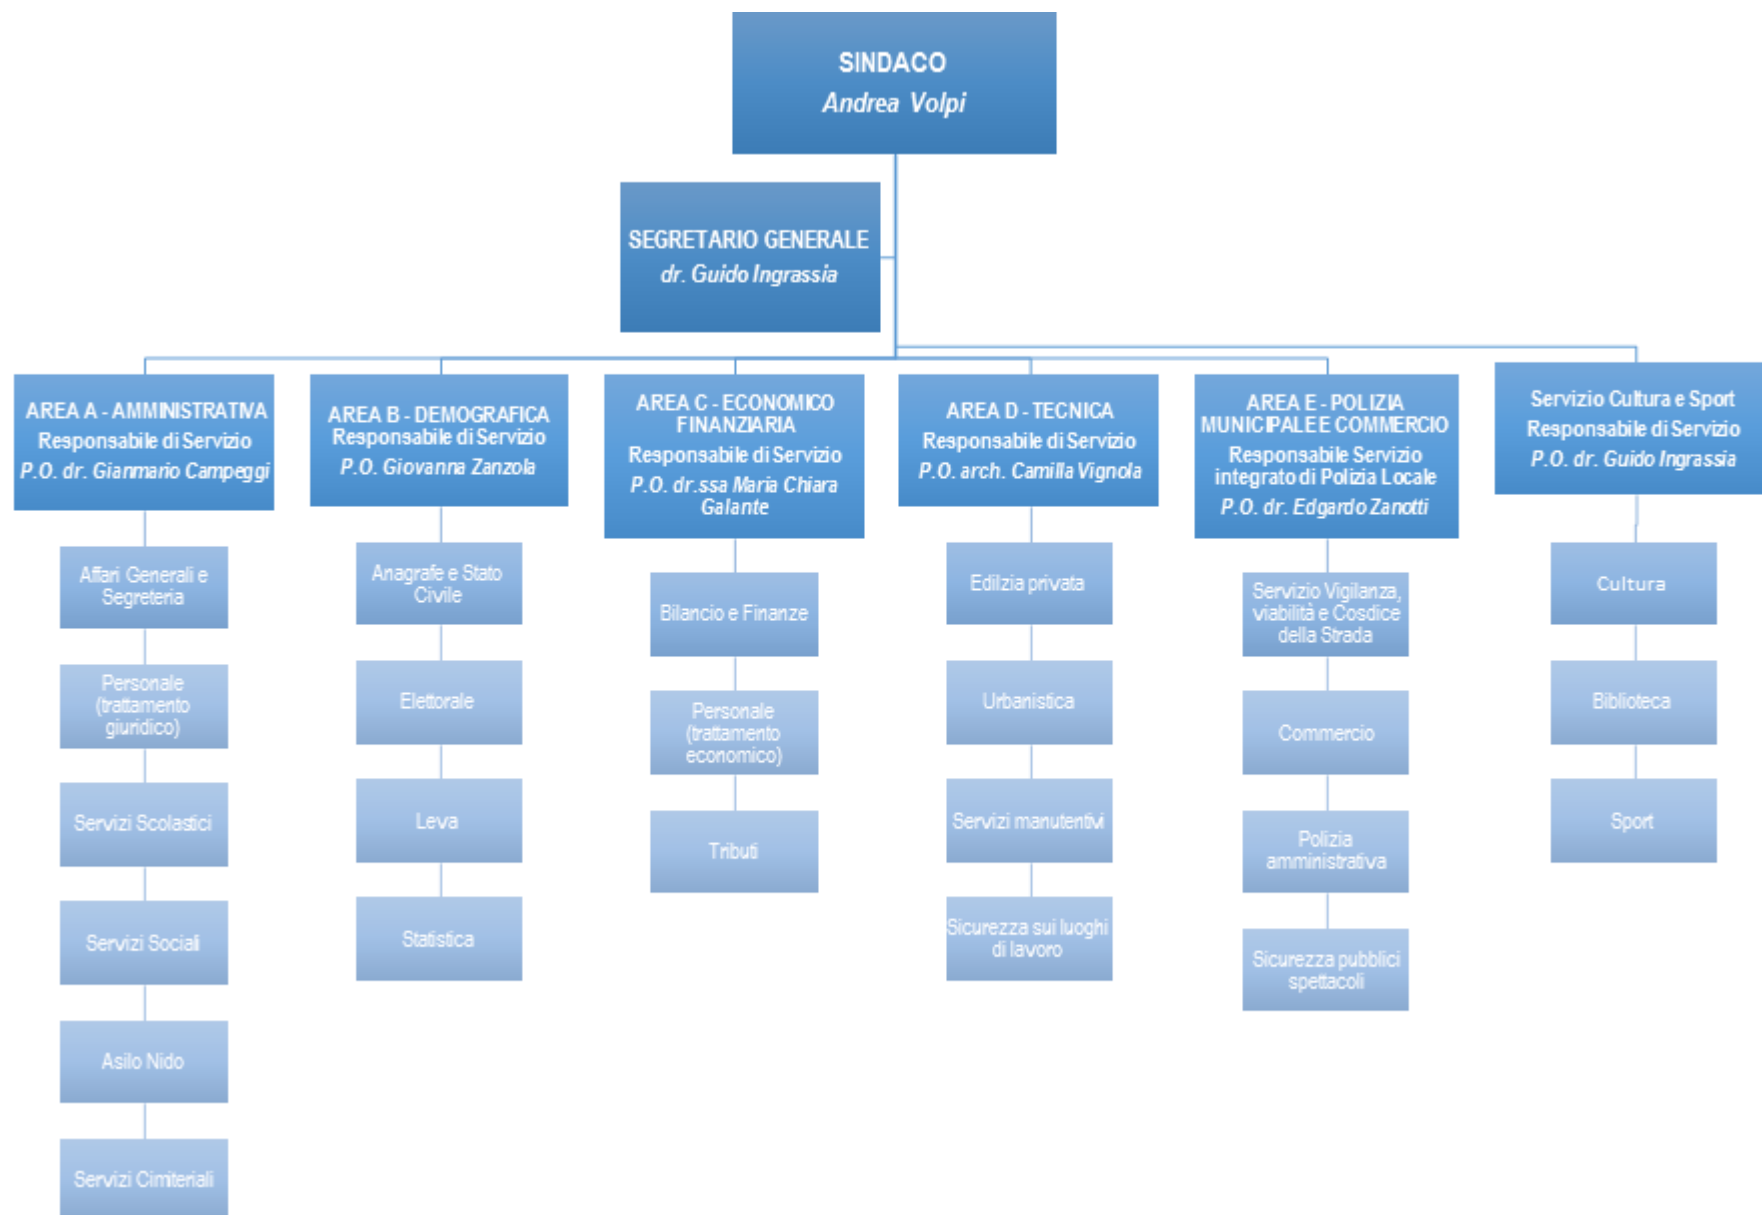 SINDACO
Andrea Volpi
SEGRETARIO GENERALE
dr. Guido Ingrassia
AREA A - AMMINISTRATIVA
Responsabile di Servizio
P.O. dr. Gianmario Campeggi
AREA B - DEMOGRAFICA
Responsabile di Servizio
P.O. Giovanna Zanzola
AREA C - ECONOMICO
FINANZIARIA
Responsabile di Servizio
P.O. dr.ssa Maria Chiara
Galante
AREA D - TECNICA
Responsabile di Servizio
P.O. arch. Camilla Vignola
AREA E - POLIZIA
MUNICIPALE E COMMERCIO
Responsabile Servizio
integrato di Polizia Locale
P.O. dr. Edgardo Zanotti
Servizio Cultura e Sport
Responsabile di Servizio
P.O. dr. Guido Ingrassia
Affari Generali e
Segreteria
Personale
(trattamento
giuridico)
Servizi Scolastici
Servizi Sociali
Asilo Nido
Servizi Cimiteriali
Anagrafe e Stato
Civile
Elettorale
Leva
Statistica
Bilancio e Finanze
Personale
(trattamento
economico)
Tributi
Edilzia privata
Urbanistica
Servizi manutentivi
Sicurezza sui luoghi
di lavoro
Servizio Vigilanza,
viabilità e Cosdice
della Strada
Commercio
Polizia
amministrativa
Sicurezza pubblici
spettacoli
Cultura
Biblioteca
Sport